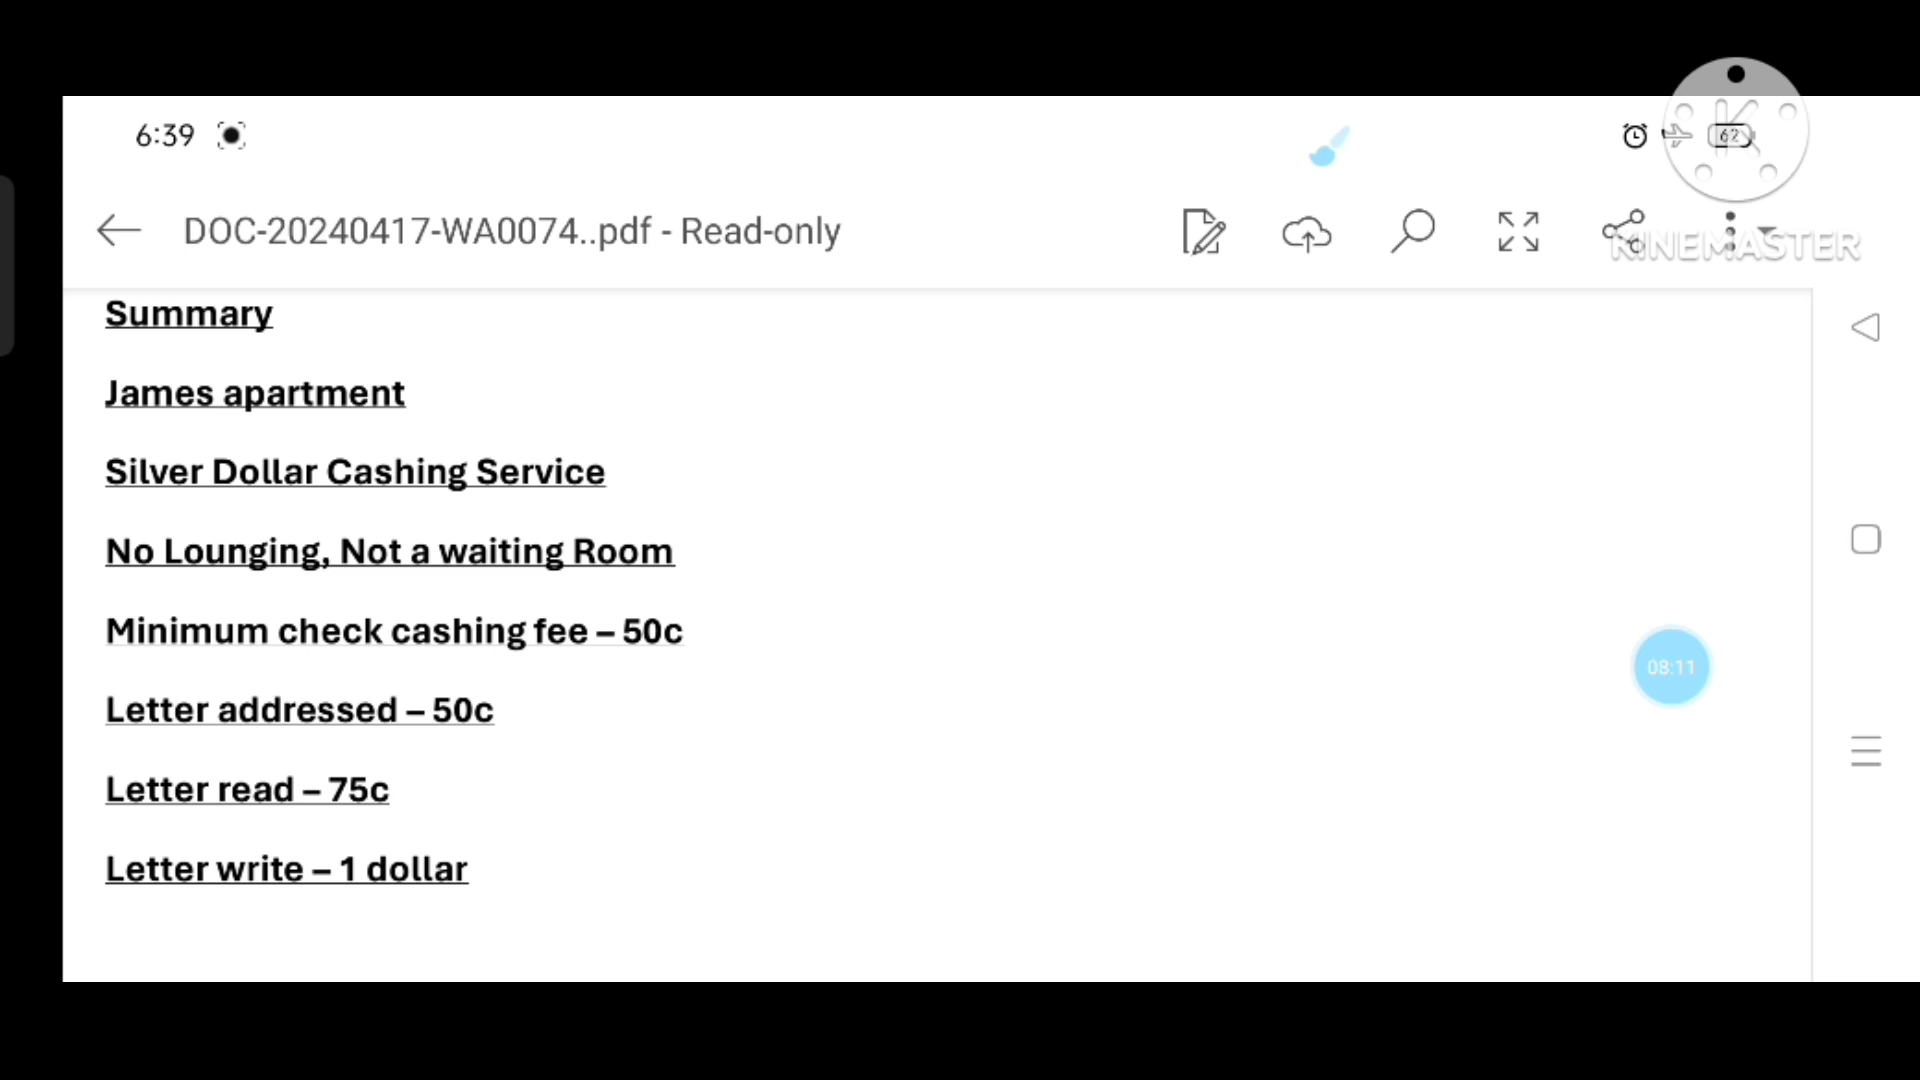 6:39
62
KINEMASTER
DOC-20240417-WA0074..pdf - Read-only
Summary
James apartment
Silver Dollar Cashing Service
No Lounging, Not a waiting Room
Minimum check cashing fee – 50c
08:11
Letter addressed – 50c
Letter read – 75c
Letter write – 1 dollar